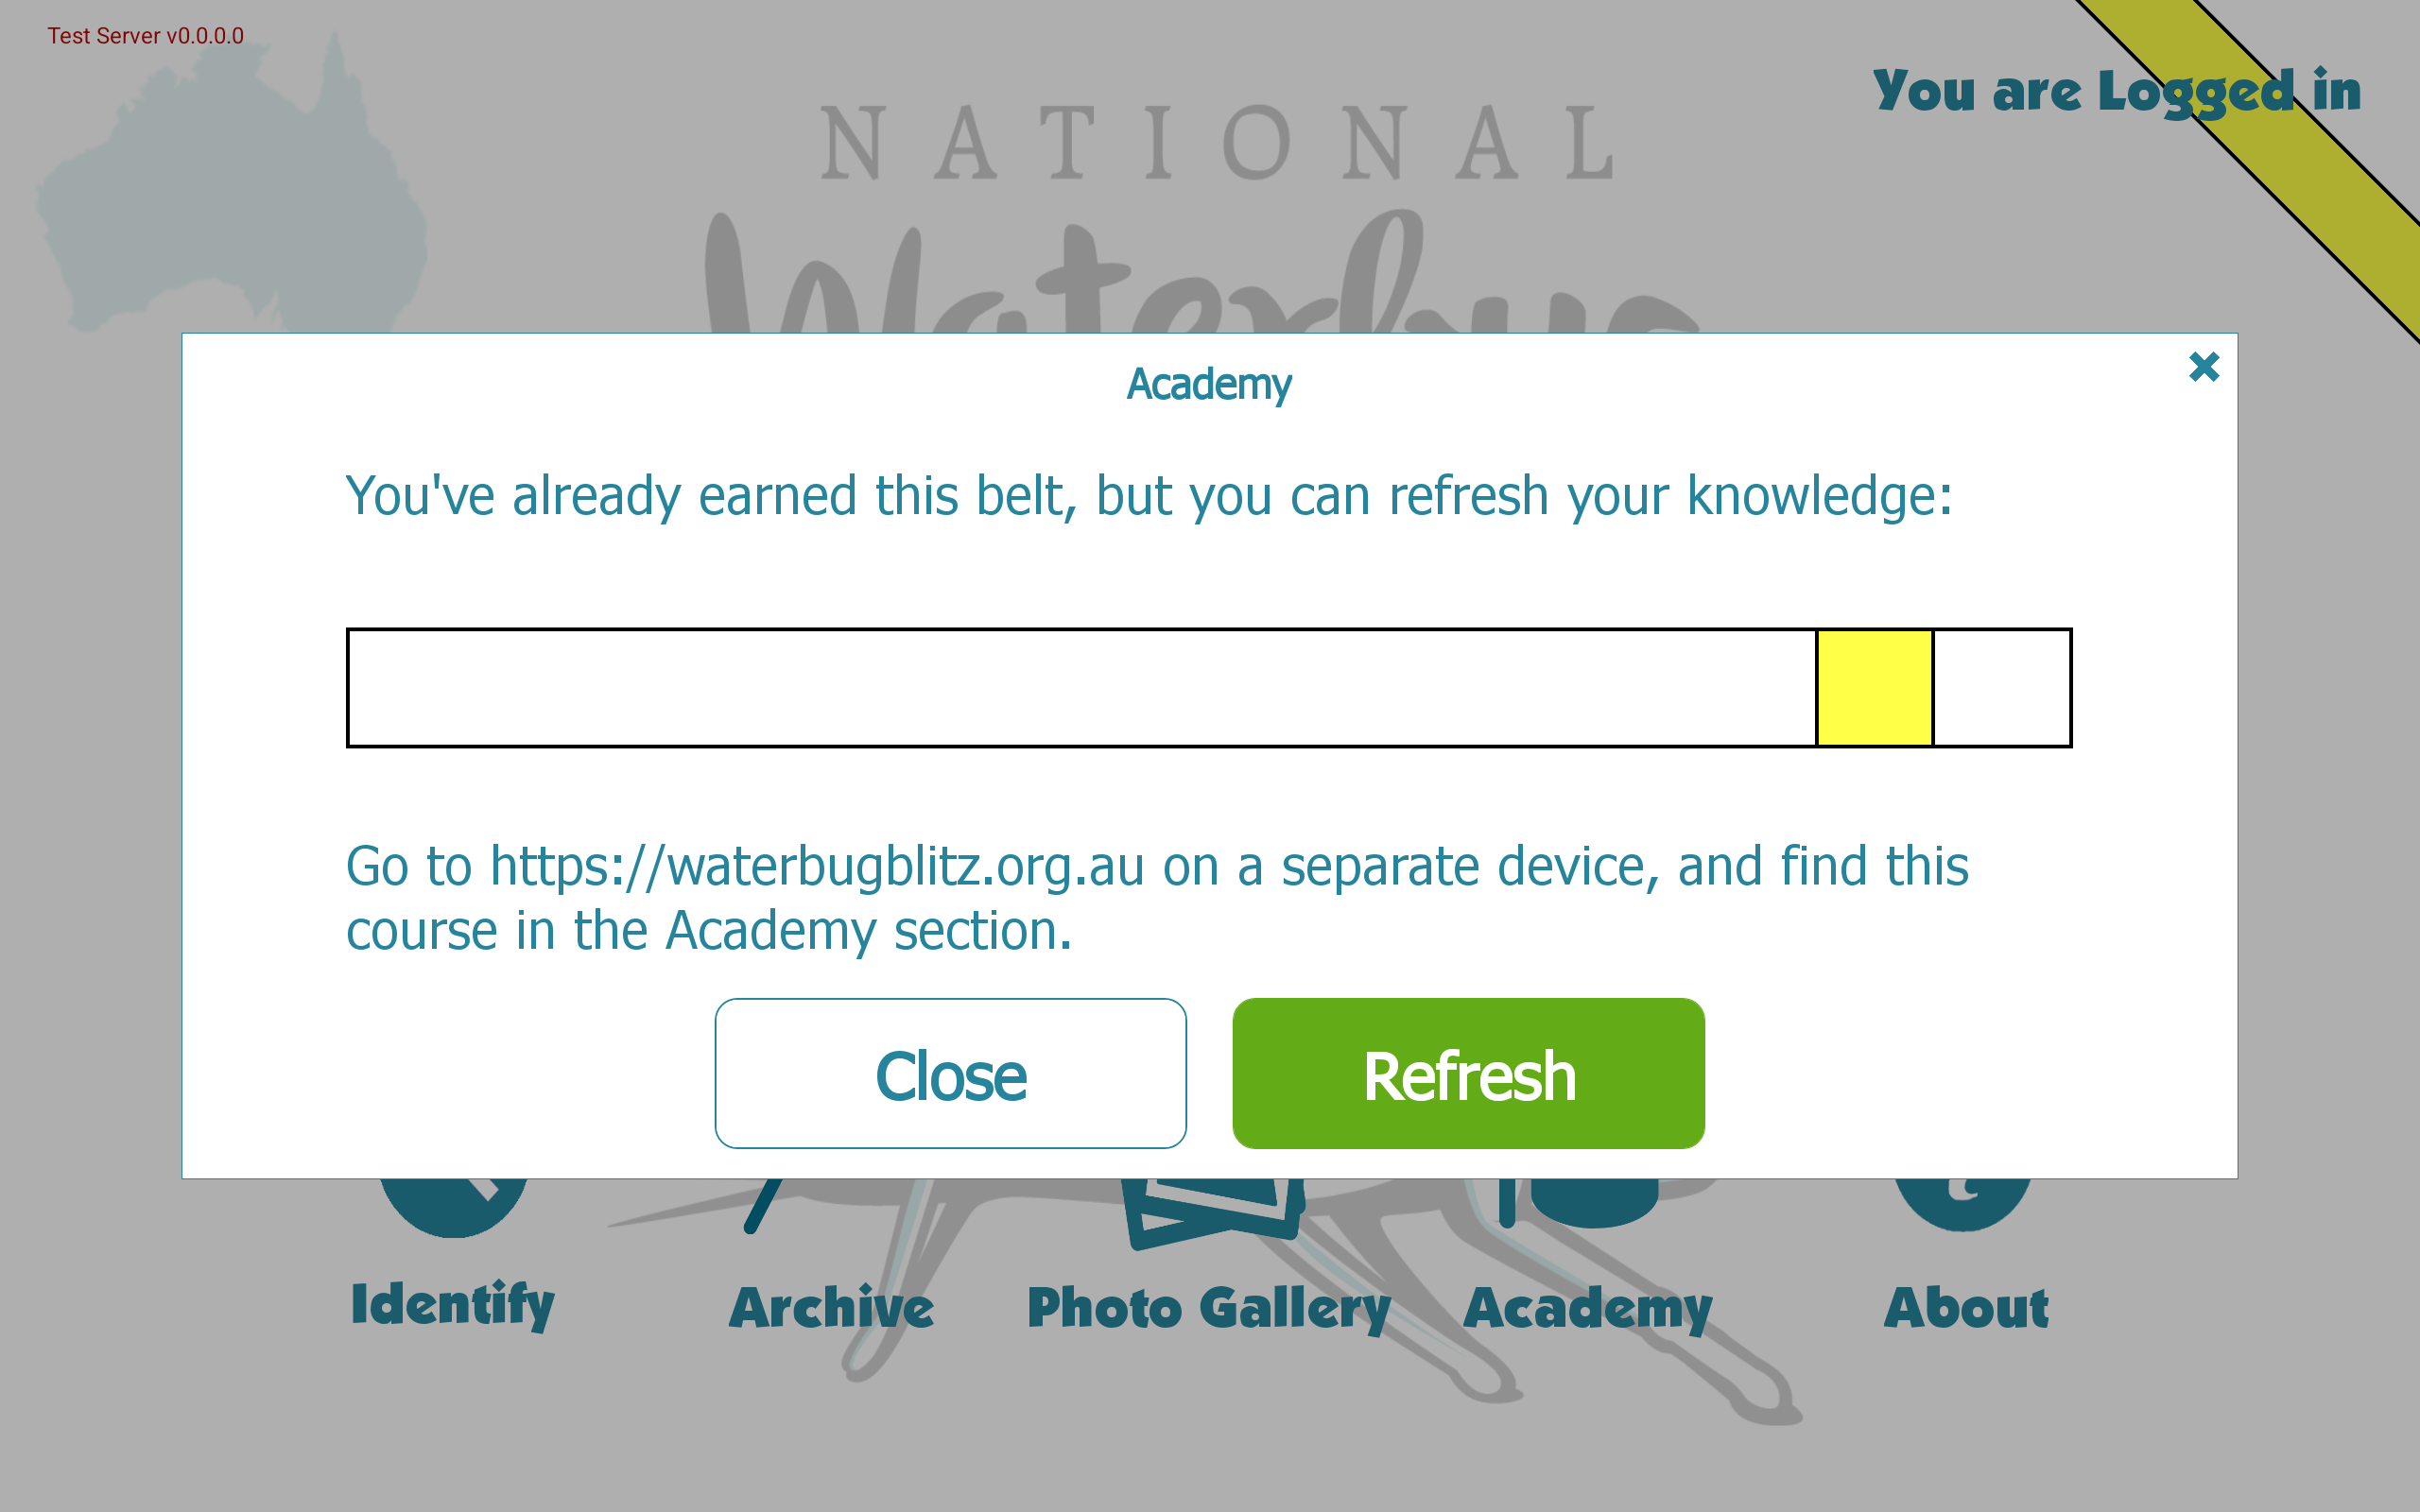 Test Server v0.0.0.0
You are Logged in
NATIONAL
Academy
You've already earned this belt, but you can refresh your knowledge:
Go to https://waterbugblitz.org.au on a separate device, and find this
course in the Academy section.
Close
Refresh
Identify
Archive
Photo Gallery
Academy
About